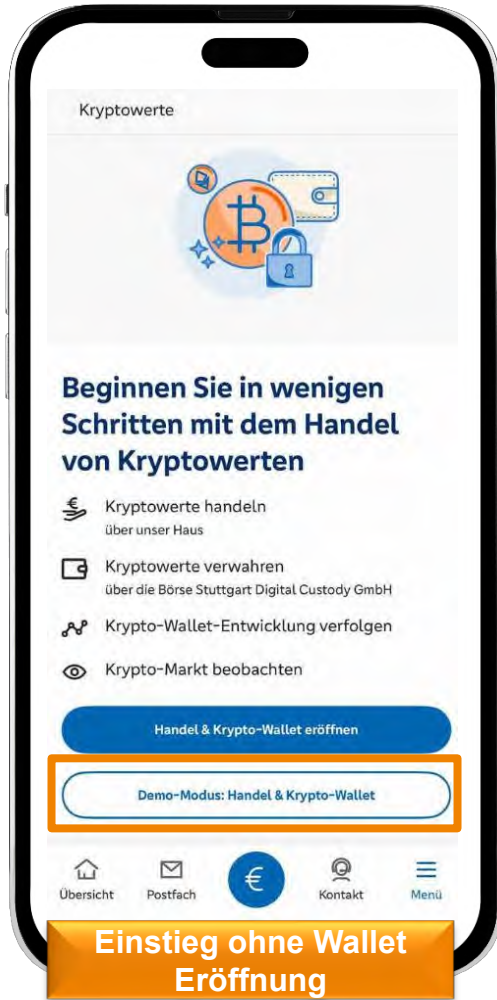 Kryptowerte
Beginnen Sie in wenigen
Schritten mit dem Handel
von Kryptowerten
Kryptowerte handeln
über unser Haus
Kryptowerte verwahren
über die Börse Stuttgart Digital Custody GmbH
Krypto-Wallet-Entwicklung verfolgen
Krypto-Markt beobachten
Handel & Krypto-Wallet eröffnen
Demo-Modus: Handel & Krypto-Wallet
Übersicht Postfach € Kontakt Menü
Einstieg ohne Wallet
Eröffnung